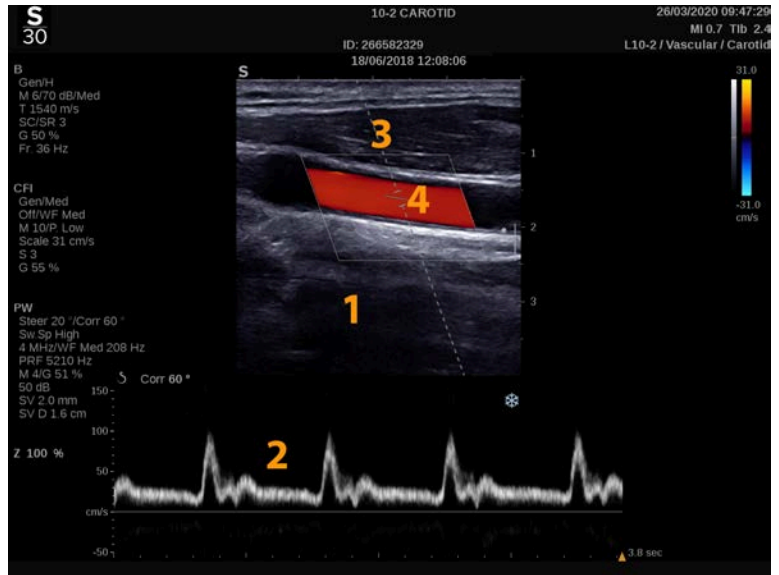 S
30
10-2 CAROTID
26/03/2020 09:47:29
MI 0.7 TIb 2.4
ID: 266582329
L10-2 / Vascular / Carotid
18/06/2018 12:08:06
B
Gen/H
M 6/70 dB/Med
T 1540 m/s
SC/SR 3
G 50 %
Fr. 36 Hz
CFI
Gen/Med
Off/WF Med
M 10/P. Low
Scale 31 cm/s
S 3
G 55 %
PW
Steer 20 °/Corr 60 °
Sw.Sp High
4 MHz/WF Med 208 Hz
PRF 5210 Hz
M 4/G 51 %
50 dB
SV 2.0 mm
SV D 1.6 cm
Z 100 %
S
3
4
1
1
2
3
31.0
-31.0
cm/s
Corr 60 °
150
100
50
cm/s
-50
2
3.8 sec